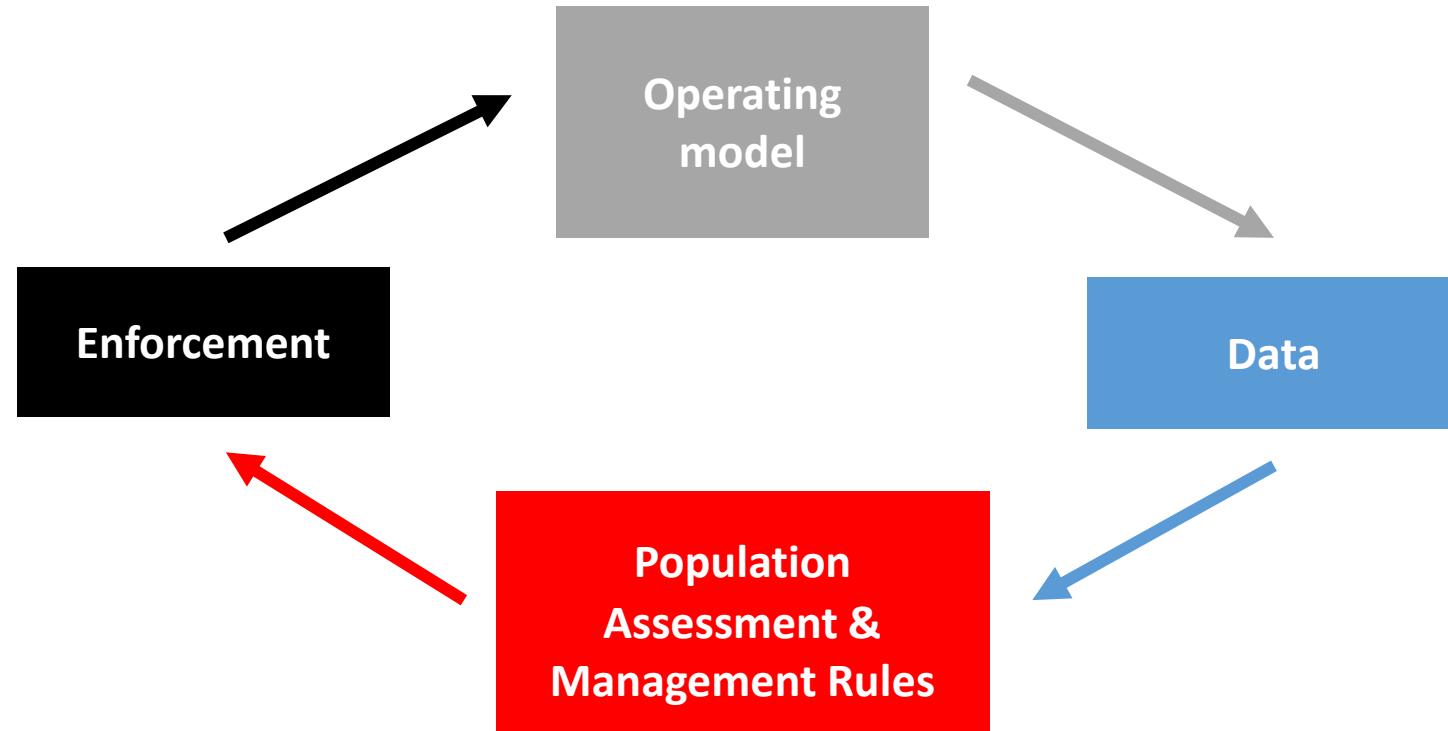 Operating
model
Enforcement
Data
Population
Assessment &
Management Rules